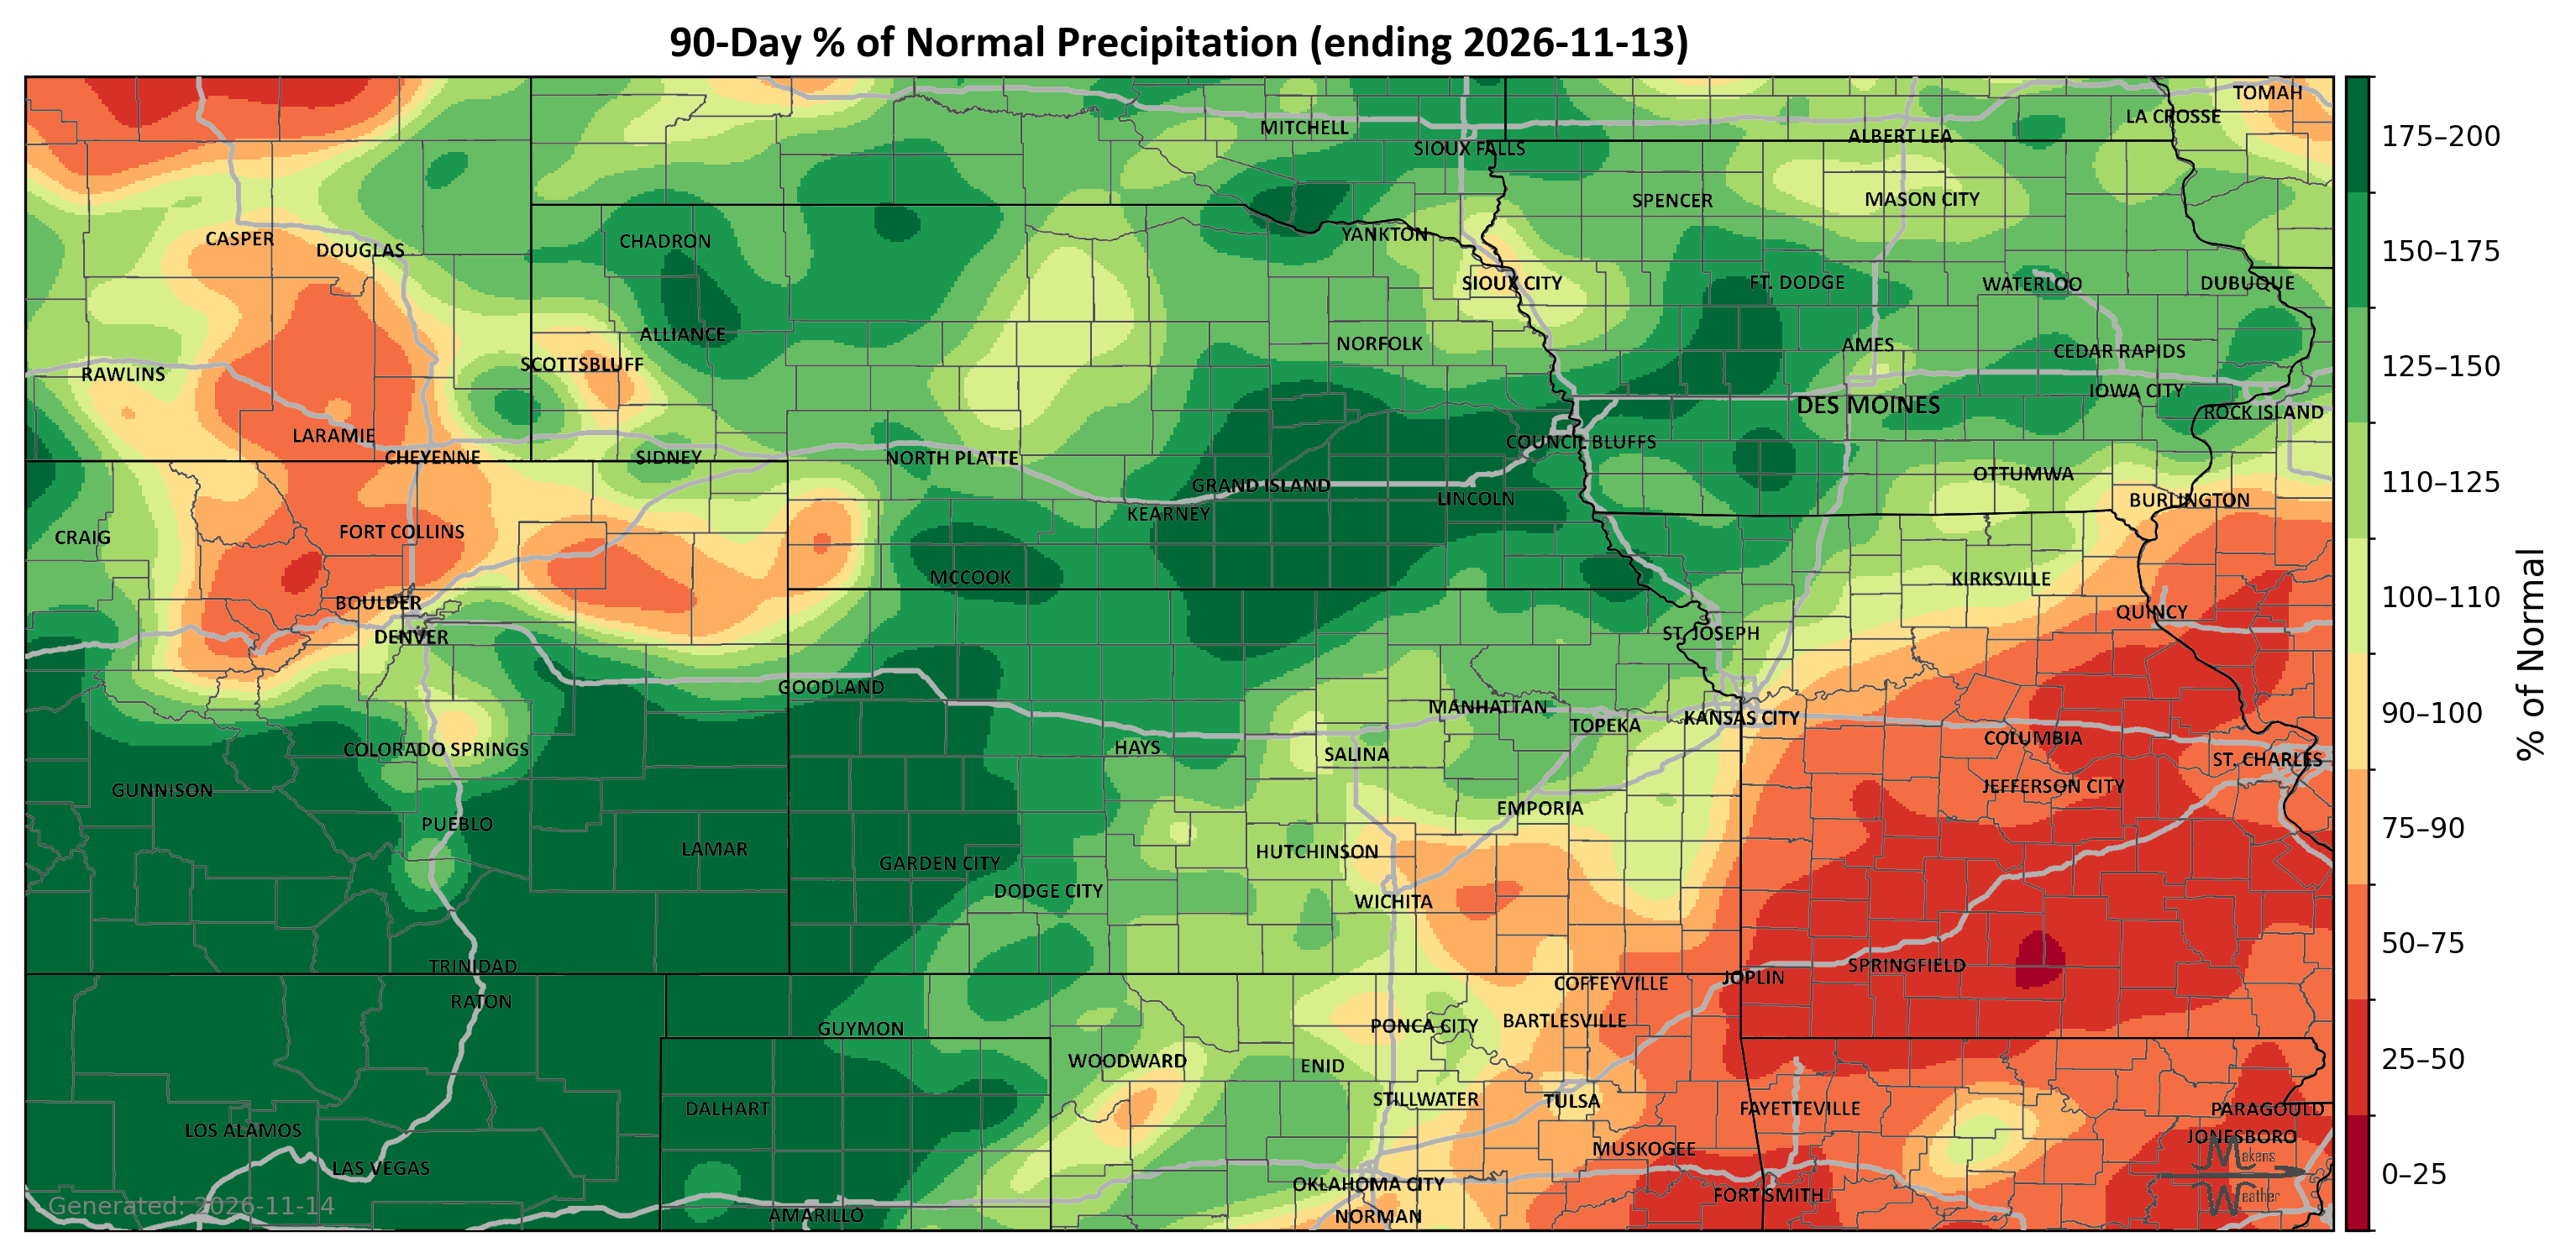 90-Day % of Normal Precipitation (ending 2026-11-13)
TOMAH
LA CROSSE
MITCHELL
ALBERT LEA
SIOUX FALLS
SPENCER
MASON CITY
CASPER
DOUGLAS
CHADRON
YANKTON
SIOUX CITY
FT. DODGE
WATERLOO
DUBUQUE
ALLIANCE
NORFOLK
AMES
CEDAR RAPIDS
SCOTTSBLUFF
RAWLINS
IOWA CITY
DES MOINES
ROCK ISLAND
LARAMIE
COUNCIL BLUFFS
CHEYENNE
SIDNEY
NORTH PLATTE
OTTUMWA
GRAND ISLAND
LINCOLN
BURLINGTON
KEARNEY
FORT COLLINS
CRAIG
MCCOOK
KIRKSVILLE
BOULDER
QUINCY
DENVER
ST. JOSEPH
GOODLAND
MANHATTAN
TOPEKA
KANSAS CITY
COLUMBIA
COLORADO SPRINGS
HAYS
SALINA
ST. CHARLES
GUNNISON
JEFFERSON CITY
EMPORIA
PUEBLO
LAMAR
HUTCHINSON
GARDEN CITY
DODGE CITY
WICHITA
TRINIDAD
SPRINGFIELD
JOPLIN
COFFEYVILLE
RATON
GUYMON
PONCA CITY
BARTLESVILLE
WOODWARD
ENID
STILLWATER
TULSA
DALHART
FAYETTEVILLE
PARAGOULD
LOS ALAMOS
JONESBORO
MUSKOGEE
LAS VEGAS
OKLAHOMA CITY
FORT SMITH
AMARILLO
NORMAN
Generated: 2026-11-14
Makens
Weather
175–200
150–175
125–150
110–125
100–110
90–100
75–90
50–75
25–50
0–25
% of Normal